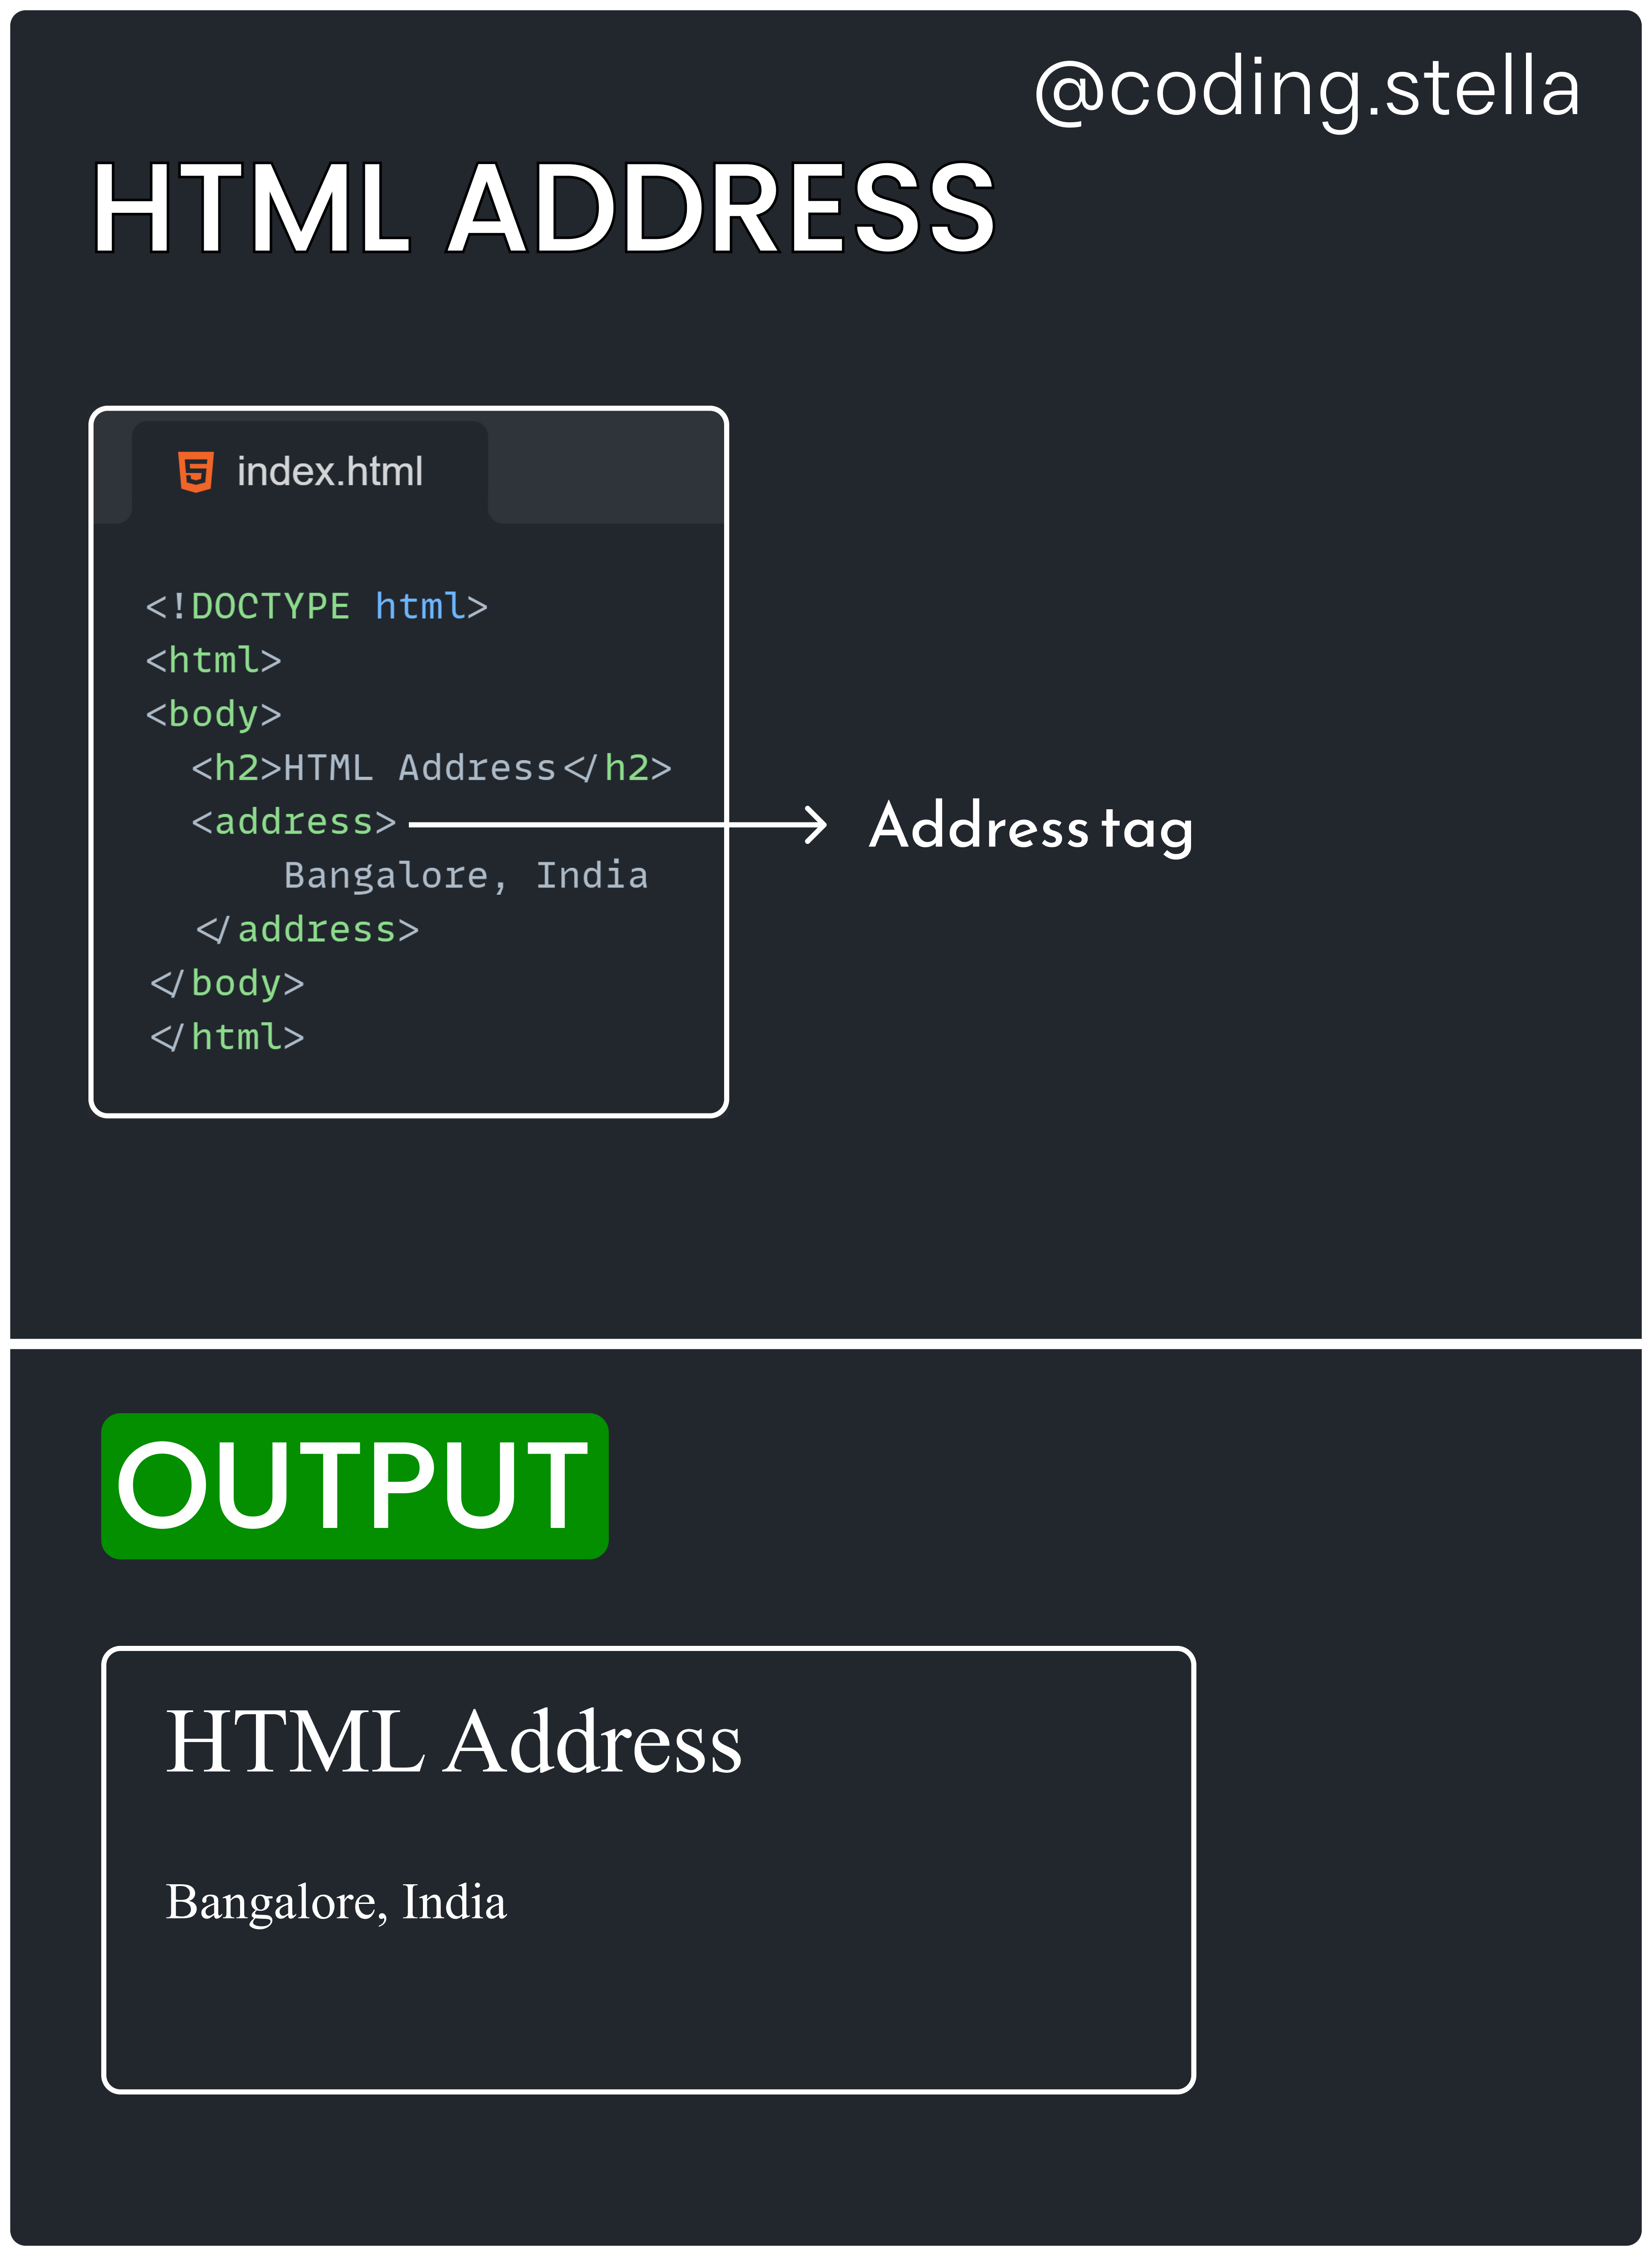 @coding.stella
HTML ADDRESS
index.html
<!DOCTYPE html>
<html>
<body>
<h2>HTML Address</h2>
<address>
Address tag
Bangalore, India
</address>
</body>
</html>
OUTPUT
HTML Address
Bangalore, India